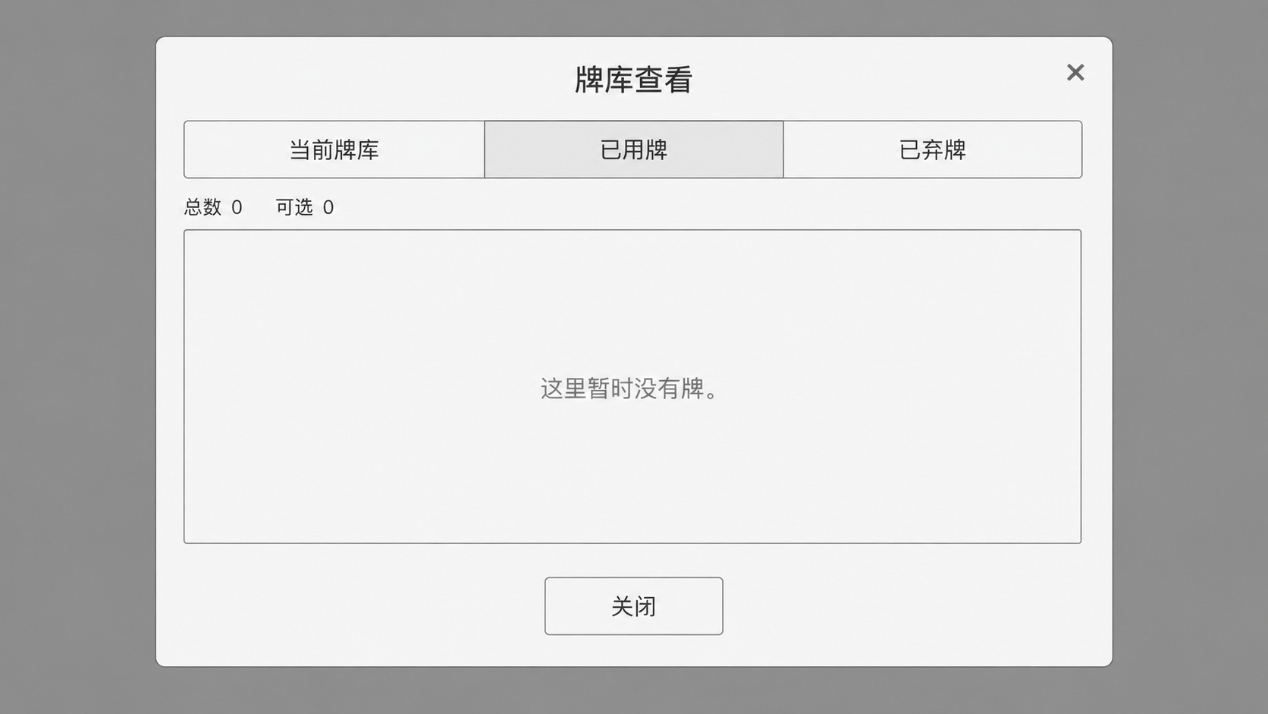 牌库查看
×
当前牌库 已用牌 已弃牌
总数 0 可选 0
这里暂时没有牌。
关闭